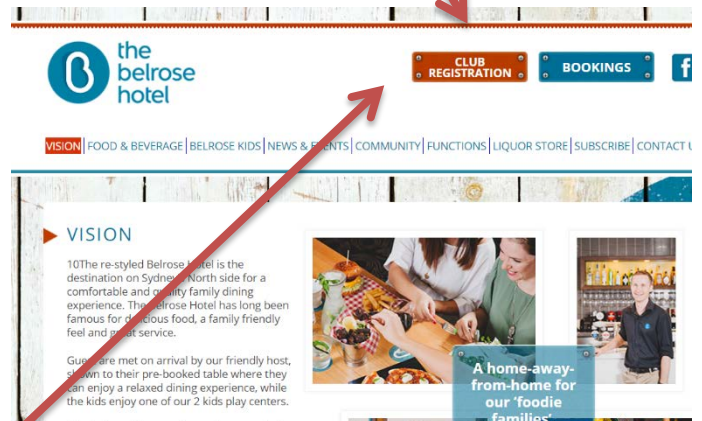 the
belrose
hotel
CLUB
REGISTRATION
BOOKINGS
f
VISION FOOD & BEVERAGE BELROSE KIDS NEWS & EVENTS COMMUNITY FUNCTIONS LIQUOR STORE SUBSCRIBE CONTACT U
VISION
10The re-styled Belrose Hotel is the
destination on Sydney North side for a
comfortable and quality family dining
experience. The Belrose Hotel has long been
famous for delicious food, a family friendly
feel and great service.
Guests are met on arrival by our friendly host,
shown to their pre-booked table where they
can enjoy a relaxed dining experience, while
the kids enjoy one of our 2 kids play centers.
A home-away-
from-home for
our 'foodie
families'